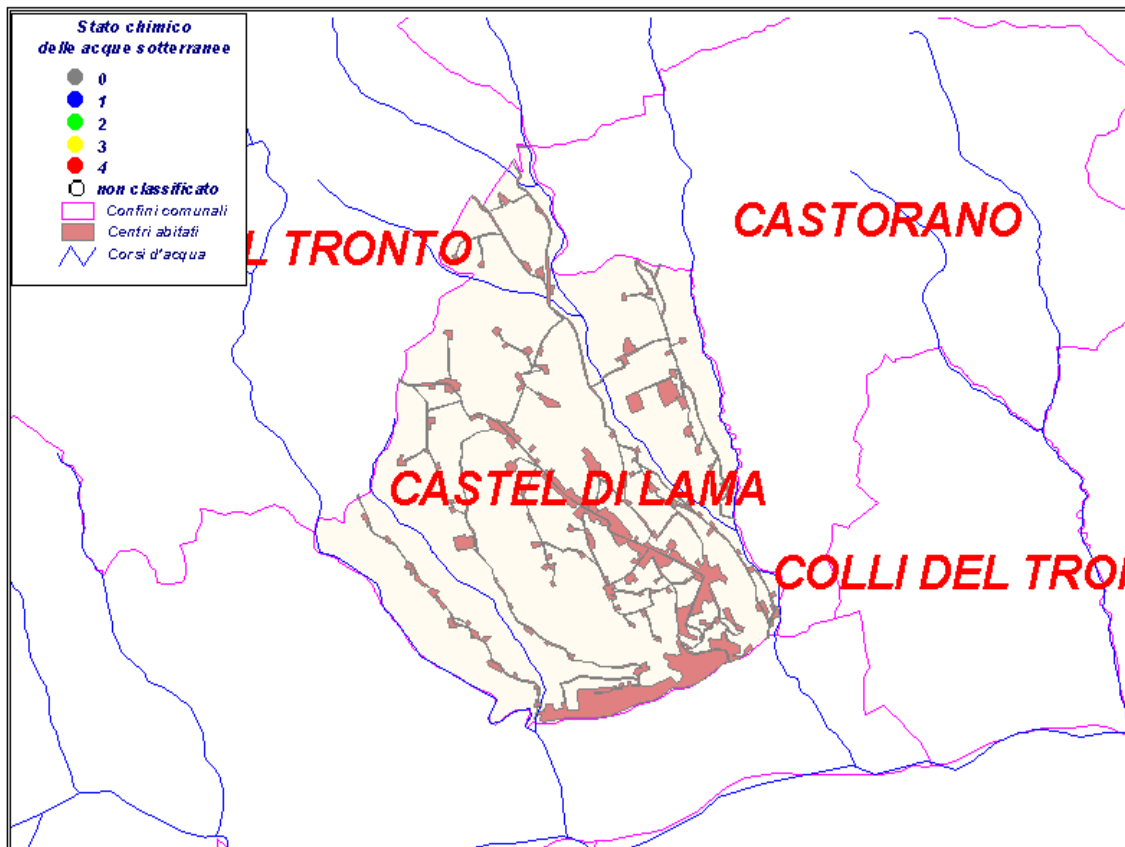 Stato chimico
delle acque sotterranee
0
1
2
3
4
non classificato
Confini comunali
Centri abitati
Corsi d'acqua
L TRONTO
CASTORANO
CASTEL DI LAMA
COLLI DEL TRO